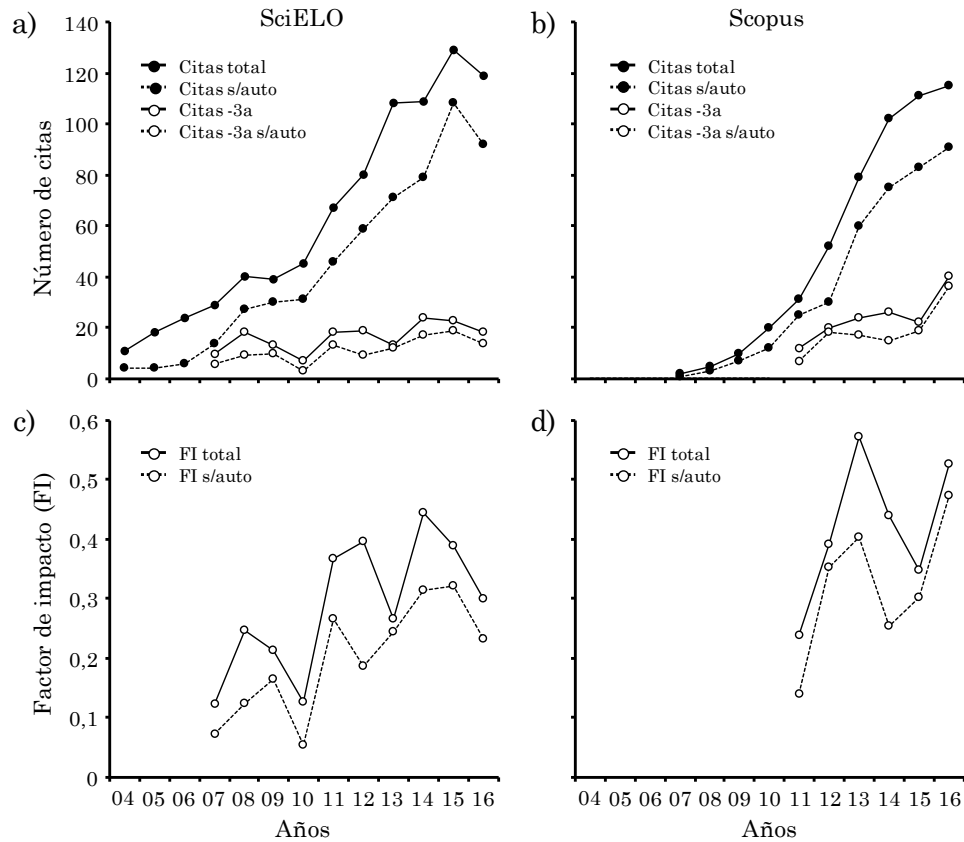 a)
SciELO
140
120
100
80
60
40
20
0
Número de citas
Citas total
Citas s/auto
Citas -3a
Citas -3a s/auto
b)
Scopus
Citas total
Citas s/auto
Citas -3a
Citas -3a s/auto
c)
0,6
0,5
0,4
0,3
0,2
0,1
0
Factor de impacto (FI)
FI total
FI s/auto
04 05 06 07 08 09 10 11 12 13 14 15 16
Años
d)
FI total
FI s/auto
04 05 06 07 08 09 10 11 12 13 14 15 16
Años